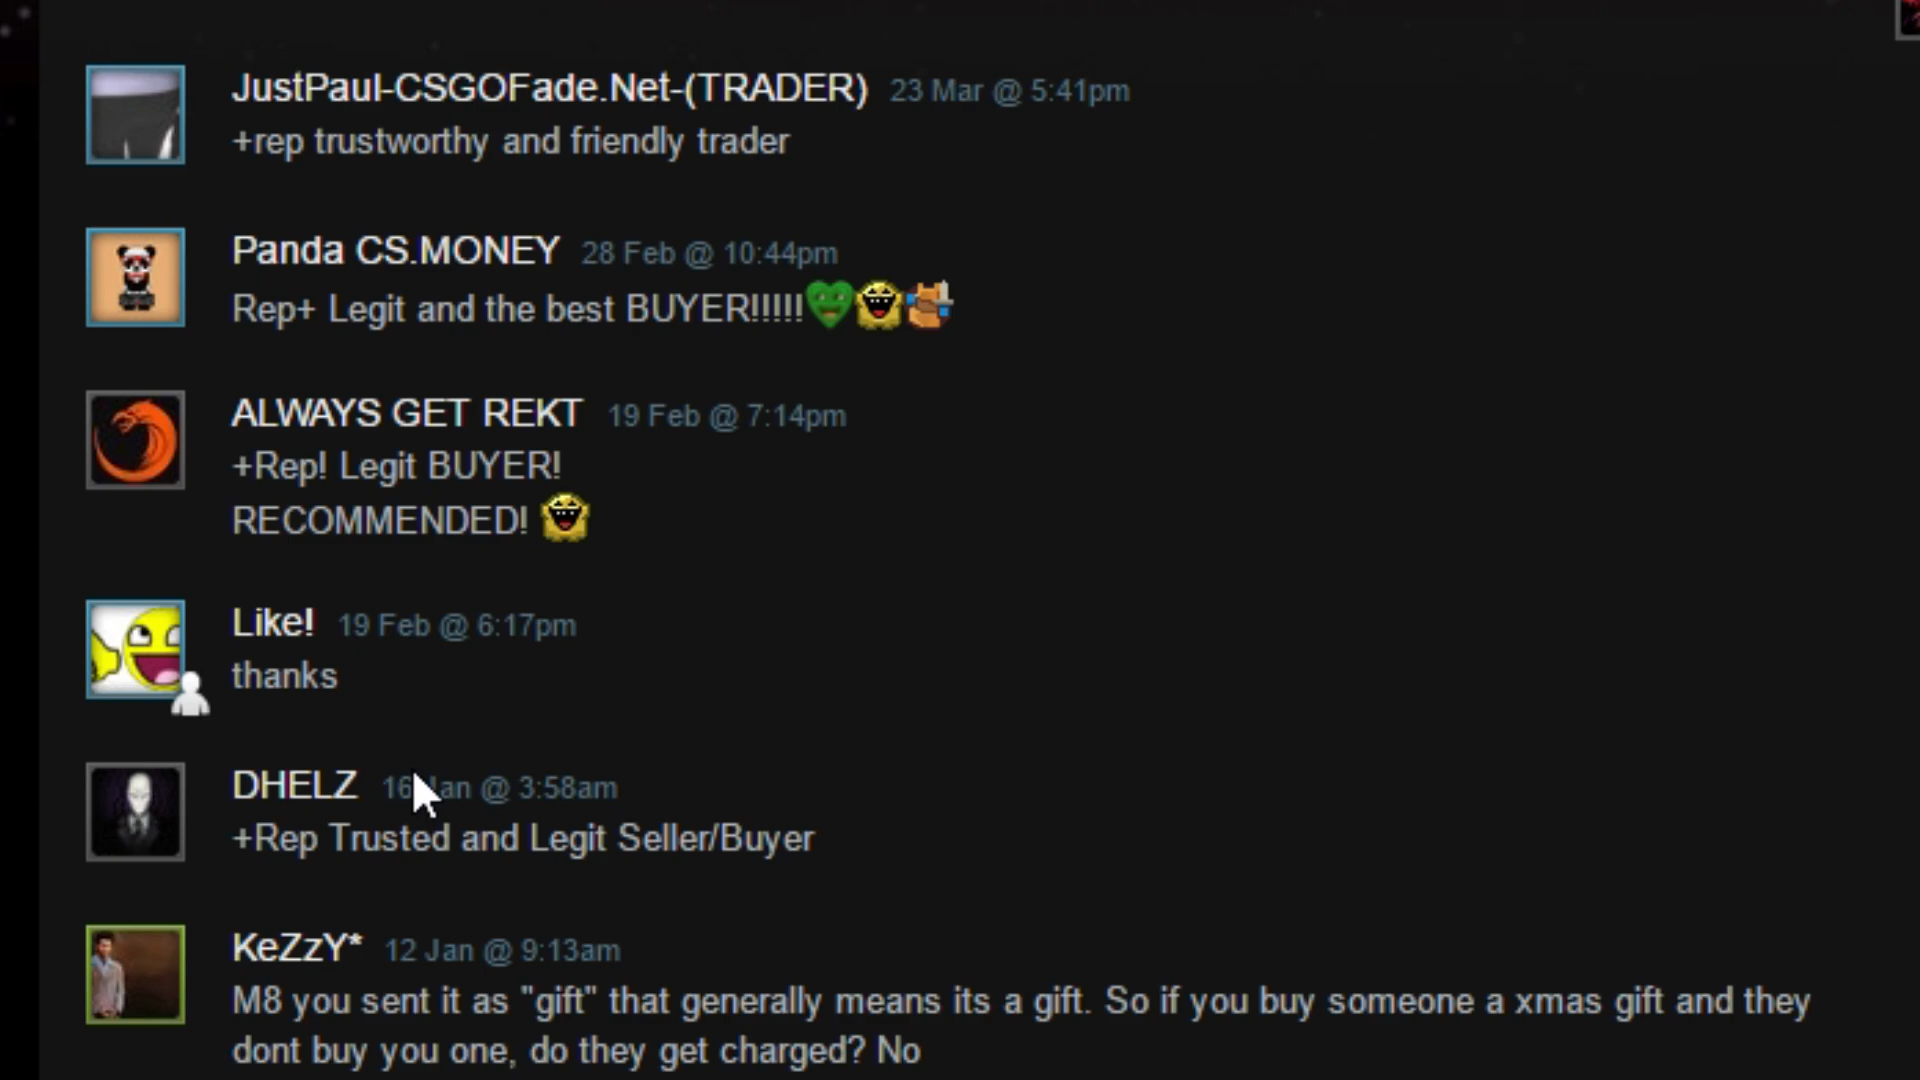 JustPaul-CSGOFade.Net-(TRADER) 23 Mar @ 5:41pm
+rep trustworthy and friendly trader
Panda CS.MONEY 28 Feb @ 10:44pm
Rep+ Legit and the best BUYER!!!!!
ALWAYS GET REKT 19 Feb @ 7:14pm
+Rep! Legit BUYER!
RECOMMENDED!
Like! 19 Feb @ 6:17pm
thanks
DHELZ 16 Jan @ 3:58am
+Rep Trusted and Legit Seller/Buyer
KeZzY* 12 Jan @ 9:13am
M8 you sent it as "gift" that generally means its a gift. So if you buy someone a xmas gift and they
dont buy you one, do they get charged? No